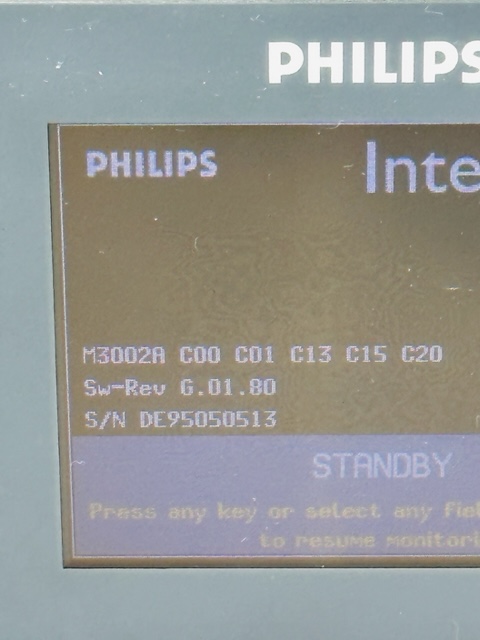 PHILIPS
PHILIPS Inte
M3002A C00 C01 C13 C15 C20
Sw-Rev G.01.80
S/N DE95050513
STANDBY
Press any key or select any fiel
to resume monitori